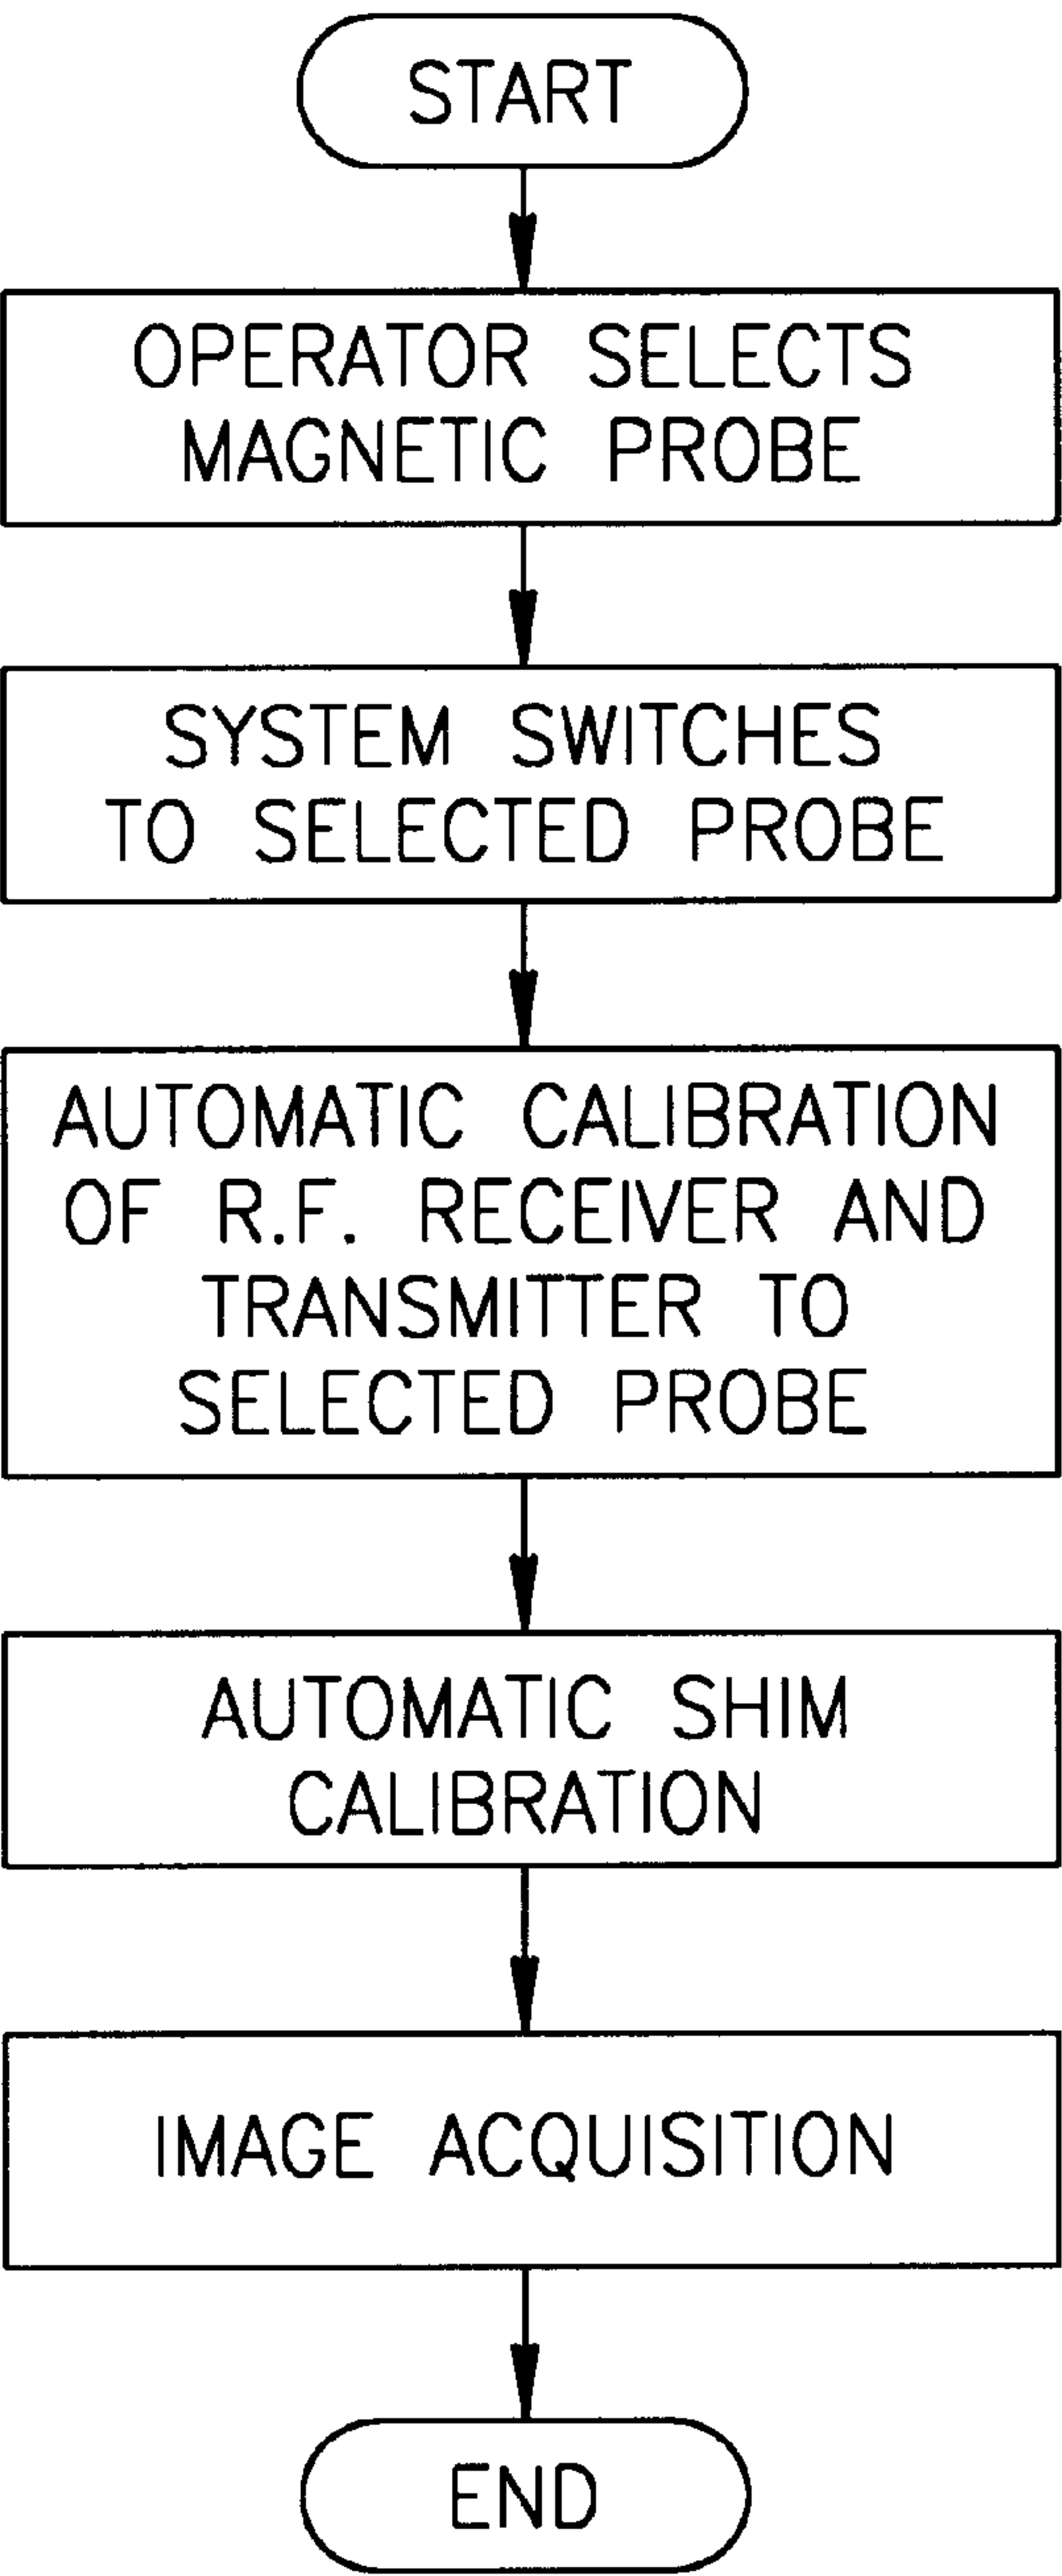 START
OPERATOR SELECTS
MAGNETIC PROBE
SYSTEM SWITCHES
TO SELECTED PROBE
AUTOMATIC CALIBRATION
OF R.F. RECEIVER AND
TRANSMITTER TO
SELECTED PROBE
AUTOMATIC SHIM
CALIBRATION
IMAGE ACQUISITION
END